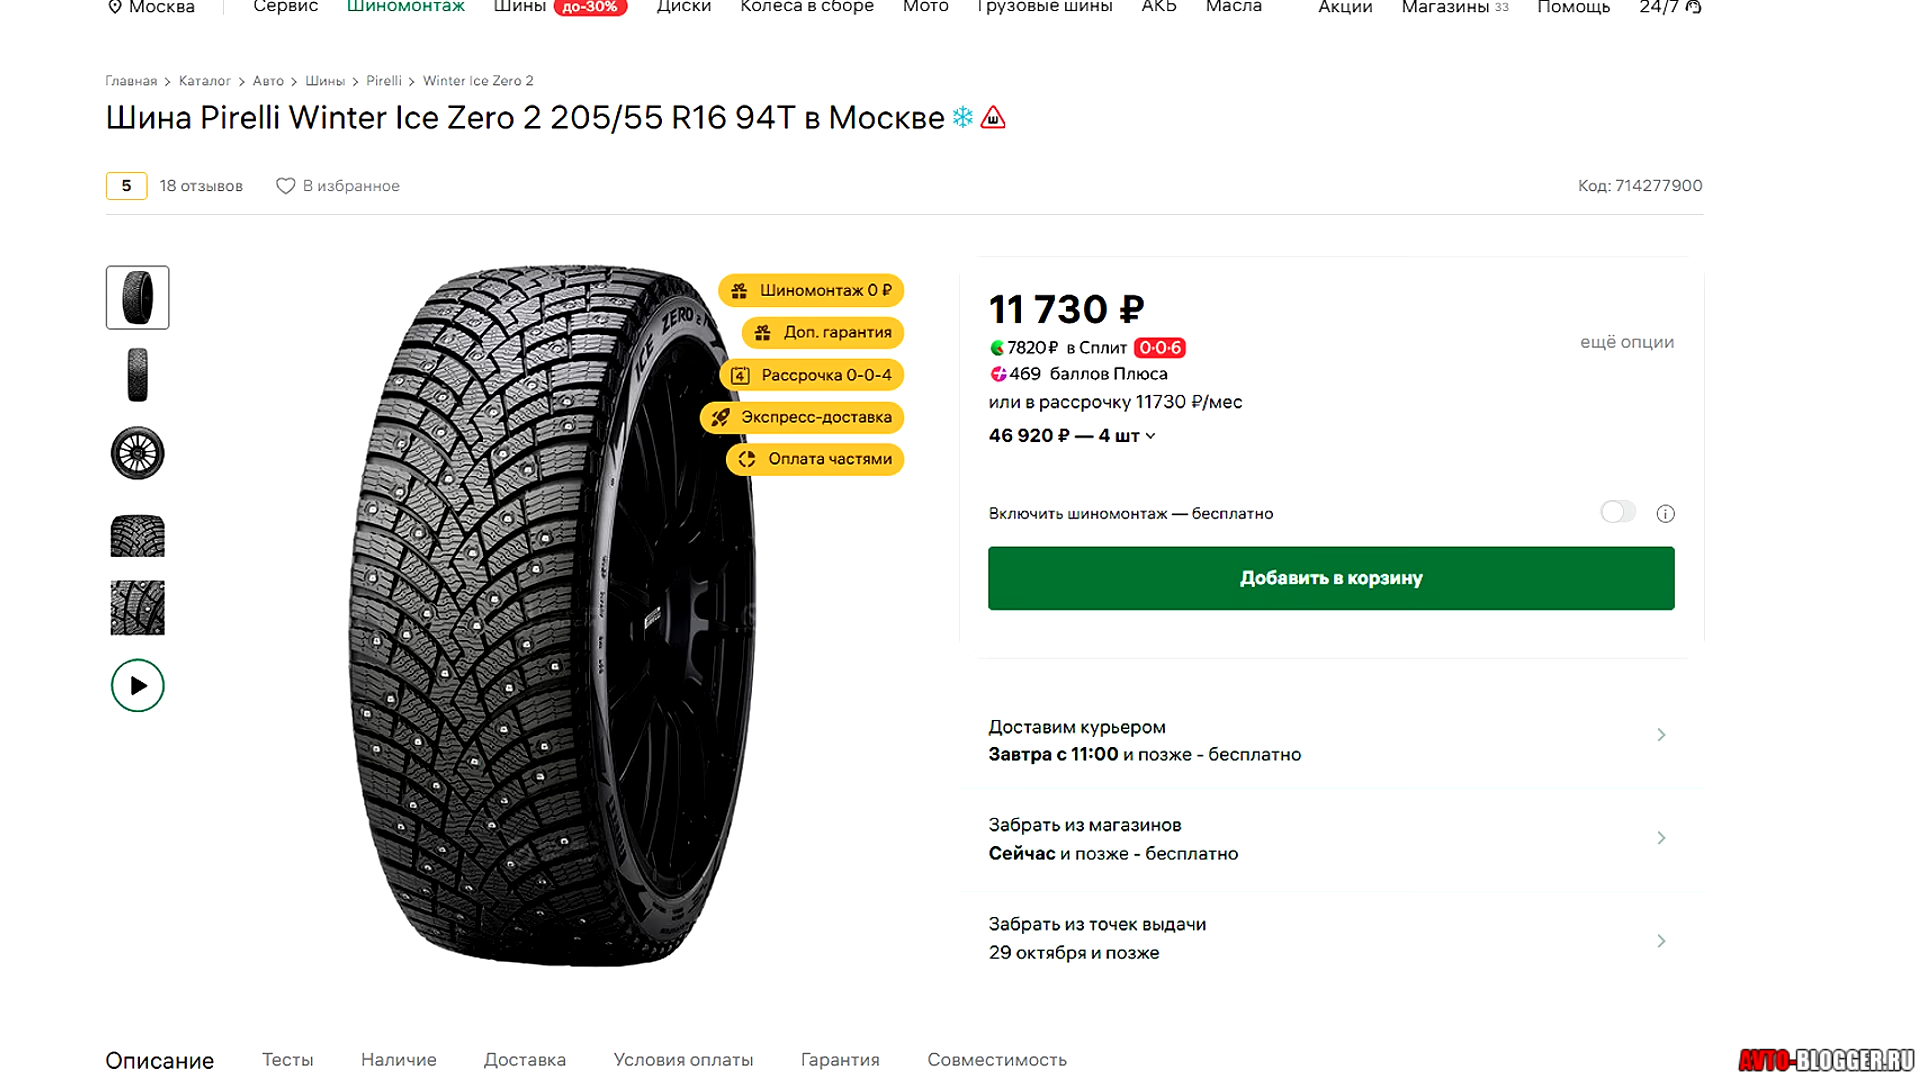 Москва Сервис Шиномонтаж Шины до-30% Диски Колёса в сборе Мото Грузовые шины АКБ Масла Акции Магазины 33 Помощь 24/7
Главная > Каталог > Авто > Шины > Pirelli > Winter Ice Zero 2
Шина Pirelli Winter Ice Zero 2 205/55 R16 94T в Москве
Ш
5 18 отзывов В избранное Код: 714277900
Шиномонтаж 0 ₽
Доп. гарантия
4 Рассрочка 0-0-4
Экспресс-доставка
Оплата частями
ICE ZERO 2
11 730 ₽
7820 ₽ в Сплит 0-0-6
ещё опции
469 баллов Плюса
или в рассрочку 11730 ₽/мес
46 920 ₽ — 4 шт
Включить шиномонтаж — бесплатно
Добавить в корзину
Доставим курьером
Завтра с 11:00 и позже - бесплатно
Забрать из магазинов
Сейчас и позже - бесплатно
Забрать из точек выдачи
29 октября и позже
Описание Тесты Наличие Доставка Условия оплаты Гарантия Совместимость
AVTO-BLOGGER.RU